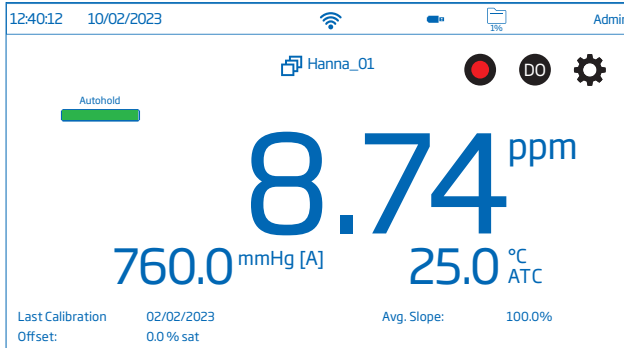 12:40:12 10/02/2023 1% Admin
Hanna_01 DO
Autohold
8.74 ppm
760.0 mmHg [A] 25.0 °C ATC
Last Calibration 02/02/2023 Avg. Slope: 100.0%
Offset: 0.0 % sat